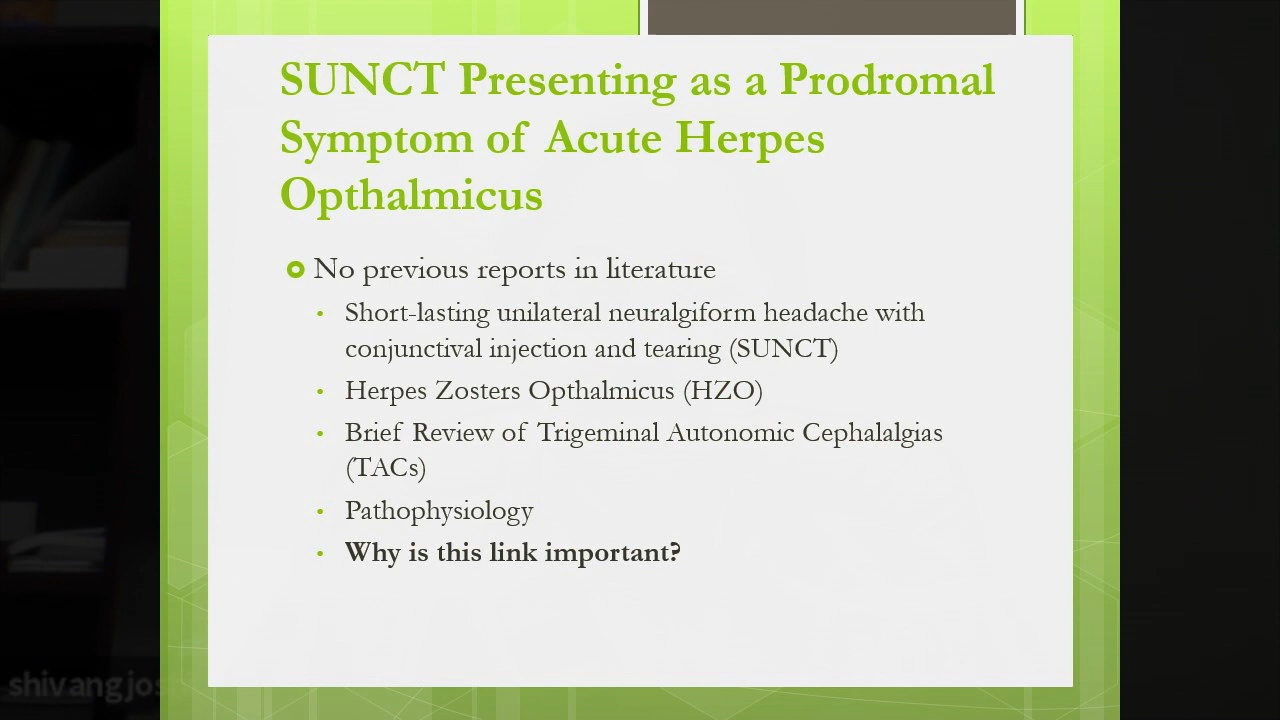 SUNCT Presenting as a Prodromal
Symptom of Acute Herpes
Opthalmicus
No previous reports in literature
Short-lasting unilateral neuralgiform headache with
conjunctival injection and tearing (SUNCT)
Herpes Zosters Opthalmicus (HZO)
Brief Review of Trigeminal Autonomic Cephalalgias
(TACs)
Pathophysiology
Why is this link important?
shivangjos